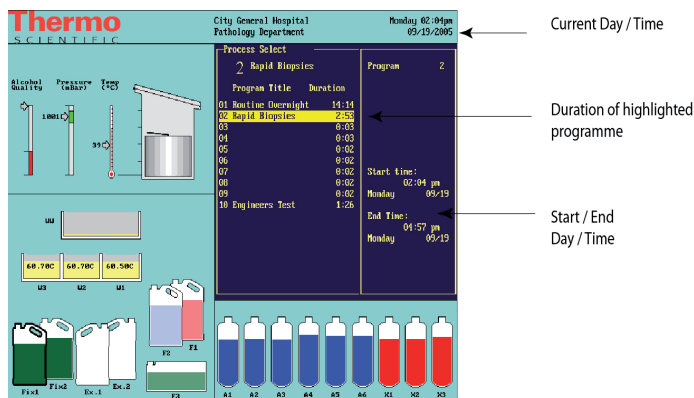 Thermo
SCIENTIFIC
City General Hospital
Pathology Department
Monday 02:04pm
09/19/2005
Current Day / Time
Process Select
2 Rapid Biopsies
Program Title Duration
01 Routine Overnight 14:14
02 Rapid Biopsies 2:53
03 0:03
04 0:03
05 0:02
06 0:02
07 0:02
08 0:02
09 0:02
10 Engineers Test 1:26
Program 2
Start time:
02:04 pm
Monday 09/19
End Time:
04:57 pm
Monday 09/19
Duration of highlighted
programme
Start / End
Day / Time
Alcohol
Quality
Pressure
(mBar)
Temp
(°C)
1001
39
WW
60.70C 60.70C 60.50C
W3 W2 W1
F2 F1
Fix1 Fix2 Ex.1 Ex.2 F3
A1 A2 A3 A4 A5 A6 X1 X2 X3